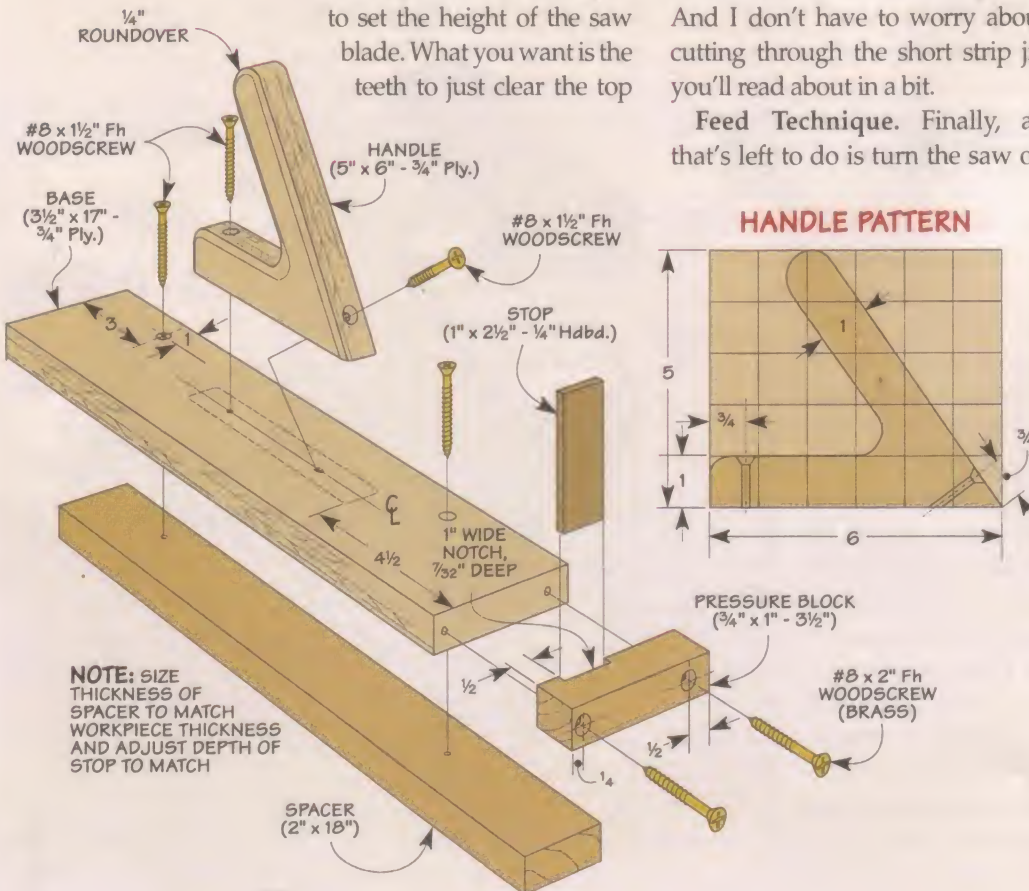 to set the height of the saw
blade. What you want is the
teeth to just clear the top
And I don't have to worry abou
cutting through the short strip j
you'll read about in a bit.
Feed Technique. Finally, a
that's left to do is turn the saw o
1/4"
ROUNDOVER
#8 x 1½" Fh
WOODSCREW
HANDLE
(5" x 6" - ¾" Ply.)
BASE
(3½" x 17" -
¾" Ply.)
#8 x 1½" Fh
WOODSCREW
STOP
(1" x 2½" - ¼" Hdbd.)
3
1
℄
4½
1" WIDE
NOTCH,
7/32" DEEP
½
PRESSURE BLOCK
(¾" x 1" - 3½")
#8 x 2" Fh
WOODSCREW
(BRASS)
½
¼
NOTE: SIZE
THICKNESS OF
SPACER TO MATCH
WORKPIECE THICKNESS
AND ADJUST DEPTH OF
STOP TO MATCH
SPACER
(2" x 18")
HANDLE PATTERN
1
5
¾
1
6